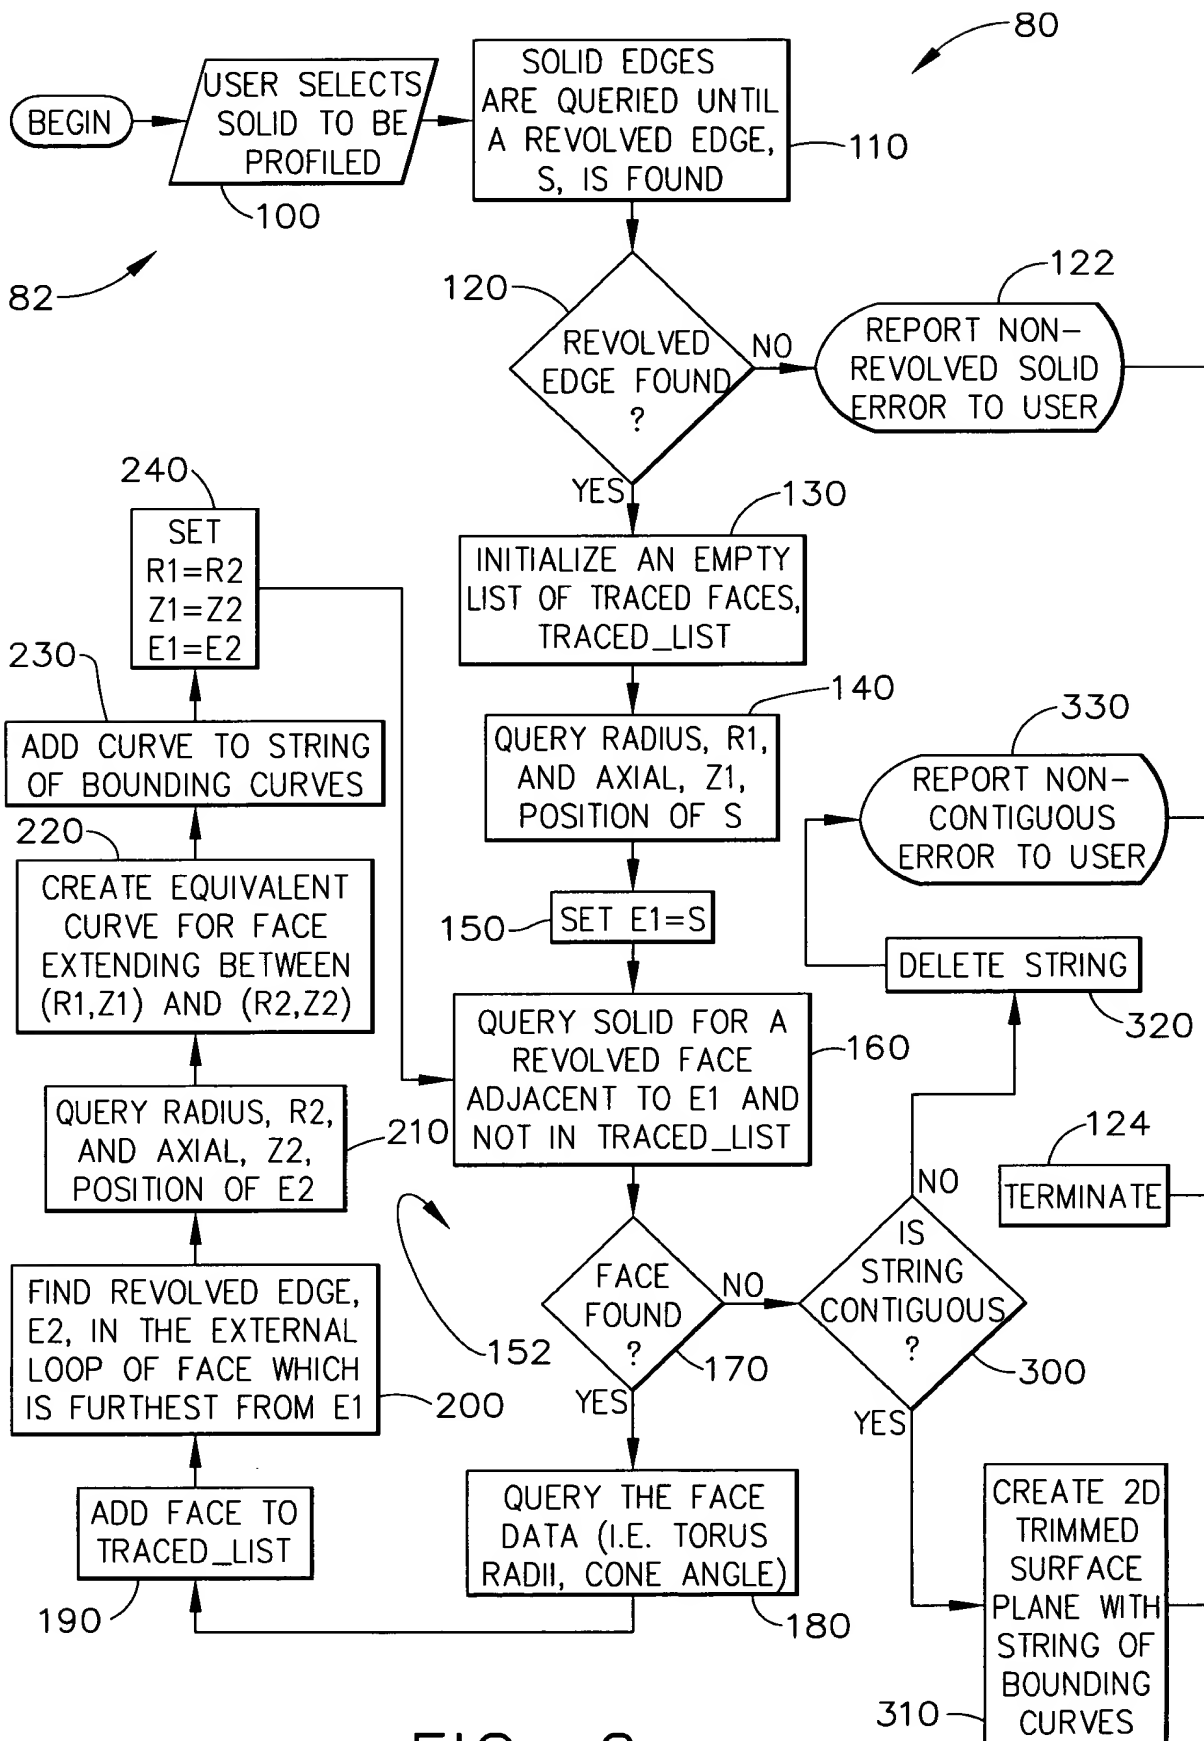 80
BEGIN
USER SELECTS
SOLID TO BE
PROFILED
100
SOLID EDGES
ARE QUERIED UNTIL
A REVOLVED EDGE,
S, IS FOUND
110
82
120
REVOLVED
EDGE FOUND
?
NO
YES
122
REPORT NON-
REVOLVED SOLID
ERROR TO USER
130
INITIALIZE AN EMPTY
LIST OF TRACED FACES,
TRACED_LIST
140
QUERY RADIUS, R1,
AND AXIAL, Z1,
POSITION OF S
150
SET E1=S
QUERY SOLID FOR A
REVOLVED FACE
ADJACENT TO E1 AND
NOT IN TRACED_LIST
160
152
FACE
FOUND
?
170
NO
YES
QUERY THE FACE
DATA (I.E. TORUS
RADII, CONE ANGLE)
180
ADD FACE TO
TRACED_LIST
190
FIND REVOLVED EDGE,
E2, IN THE EXTERNAL
LOOP OF FACE WHICH
IS FURTHEST FROM E1
200
QUERY RADIUS, R2,
AND AXIAL, Z2,
POSITION OF E2
210
220
CREATE EQUIVALENT
CURVE FOR FACE
EXTENDING BETWEEN
(R1,Z1) AND (R2,Z2)
230
ADD CURVE TO STRING
OF BOUNDING CURVES
240
SET
R1=R2
Z1=Z2
E1=E2
330
REPORT NON-
CONTIGUOUS
ERROR TO USER
DELETE STRING
320
124
TERMINATE
NO
IS
STRING
CONTIGUOUS
?
300
YES
CREATE 2D
TRIMMED
SURFACE
PLANE WITH
STRING OF
BOUNDING
CURVES
310